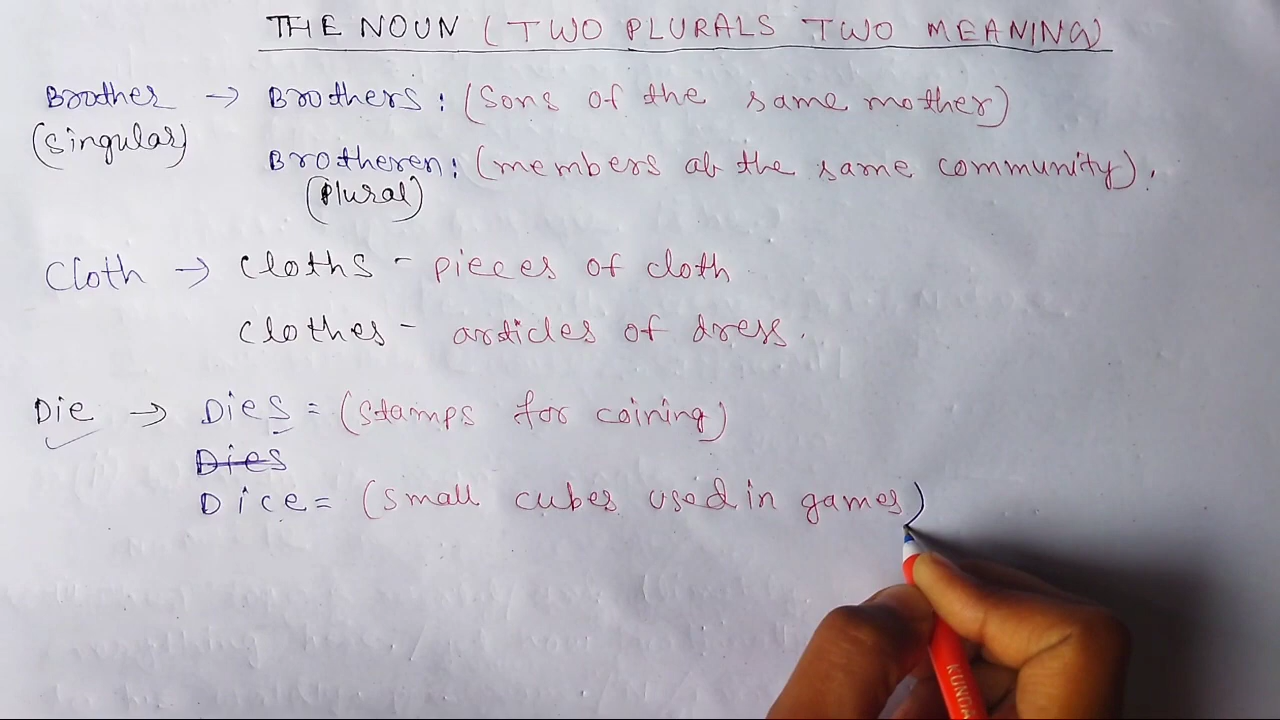 THE NOUN (TWO PLURALS TWO MEANING)
Brother → Brothers: (Sons of the same mother)
(Singular)
Brotheren: (members of the same community).
(Plural)
Cloth → Cloths - pieces of cloth
Clothes - articles of dress.
Die → Dies = (Stamps for coining)
Dies
Dice = (Small cubes used in games)